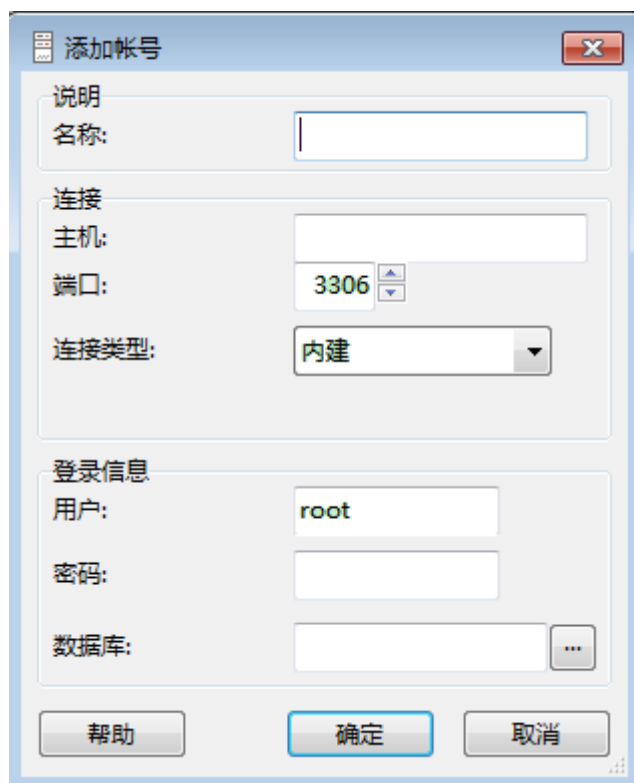 添加帐号
说明
名称:
连接
主机:
端口: 3306
连接类型: 内建
登录信息
用户: root
密码:
数据库: ...
帮助 确定 取消